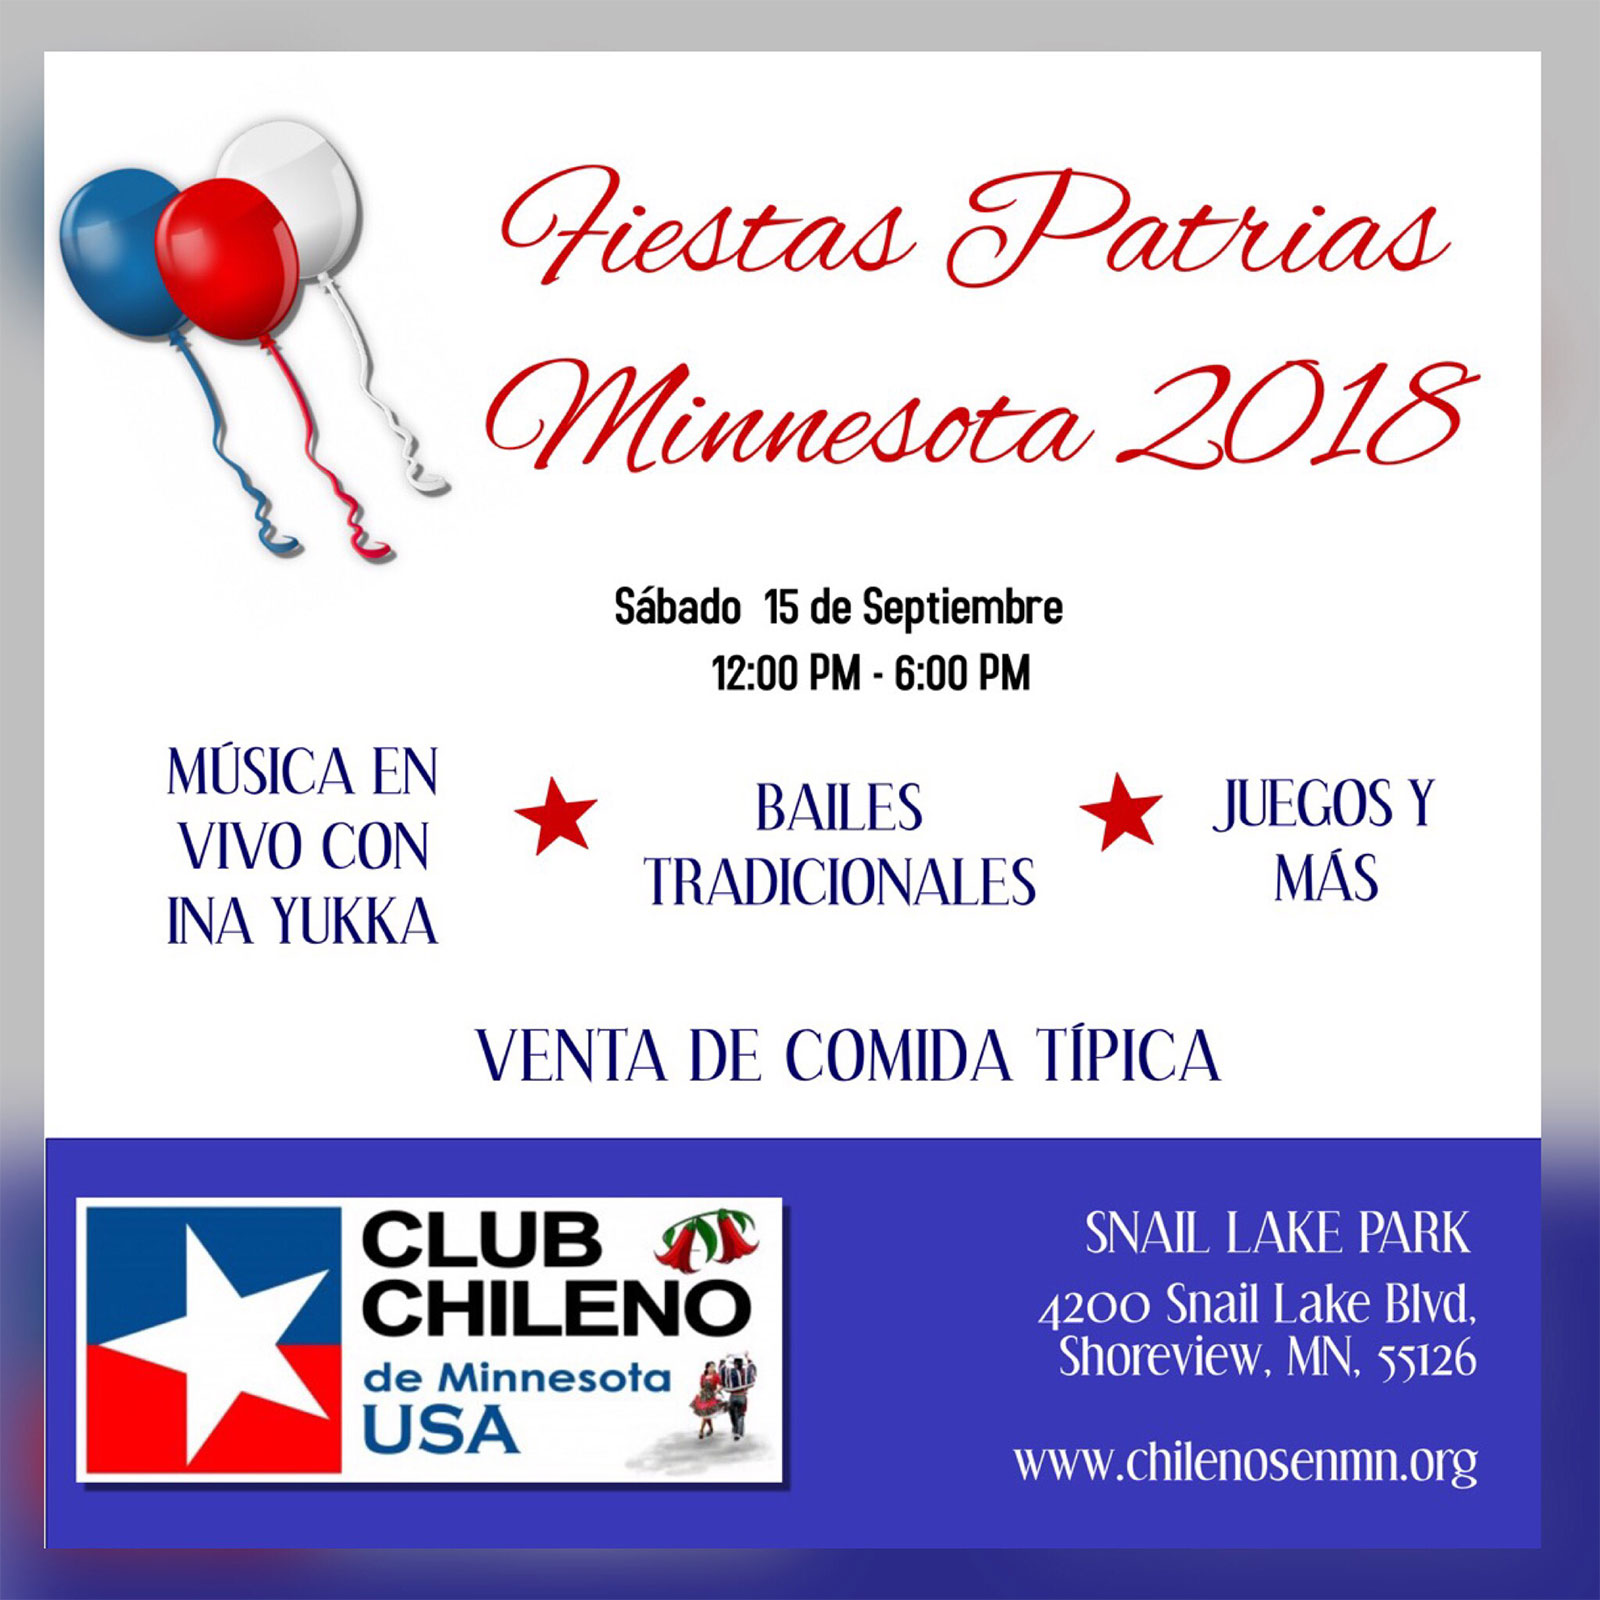 Fiestas Patrias
Minnesota 2018
Sábado 15 de Septiembre
12:00 PM - 6:00 PM
MÚSICA EN
VIVO CON
INA YUKKA
BAILES
TRADICIONALES
JUEGOS Y
MÁS
VENTA DE COMIDA TÍPICA
CLUB
CHILENO
de Minnesota
USA
SNAIL LAKE PARK
4200 Snail Lake Blvd,
Shoreview, MN, 55126
www.chilenosenmn.org